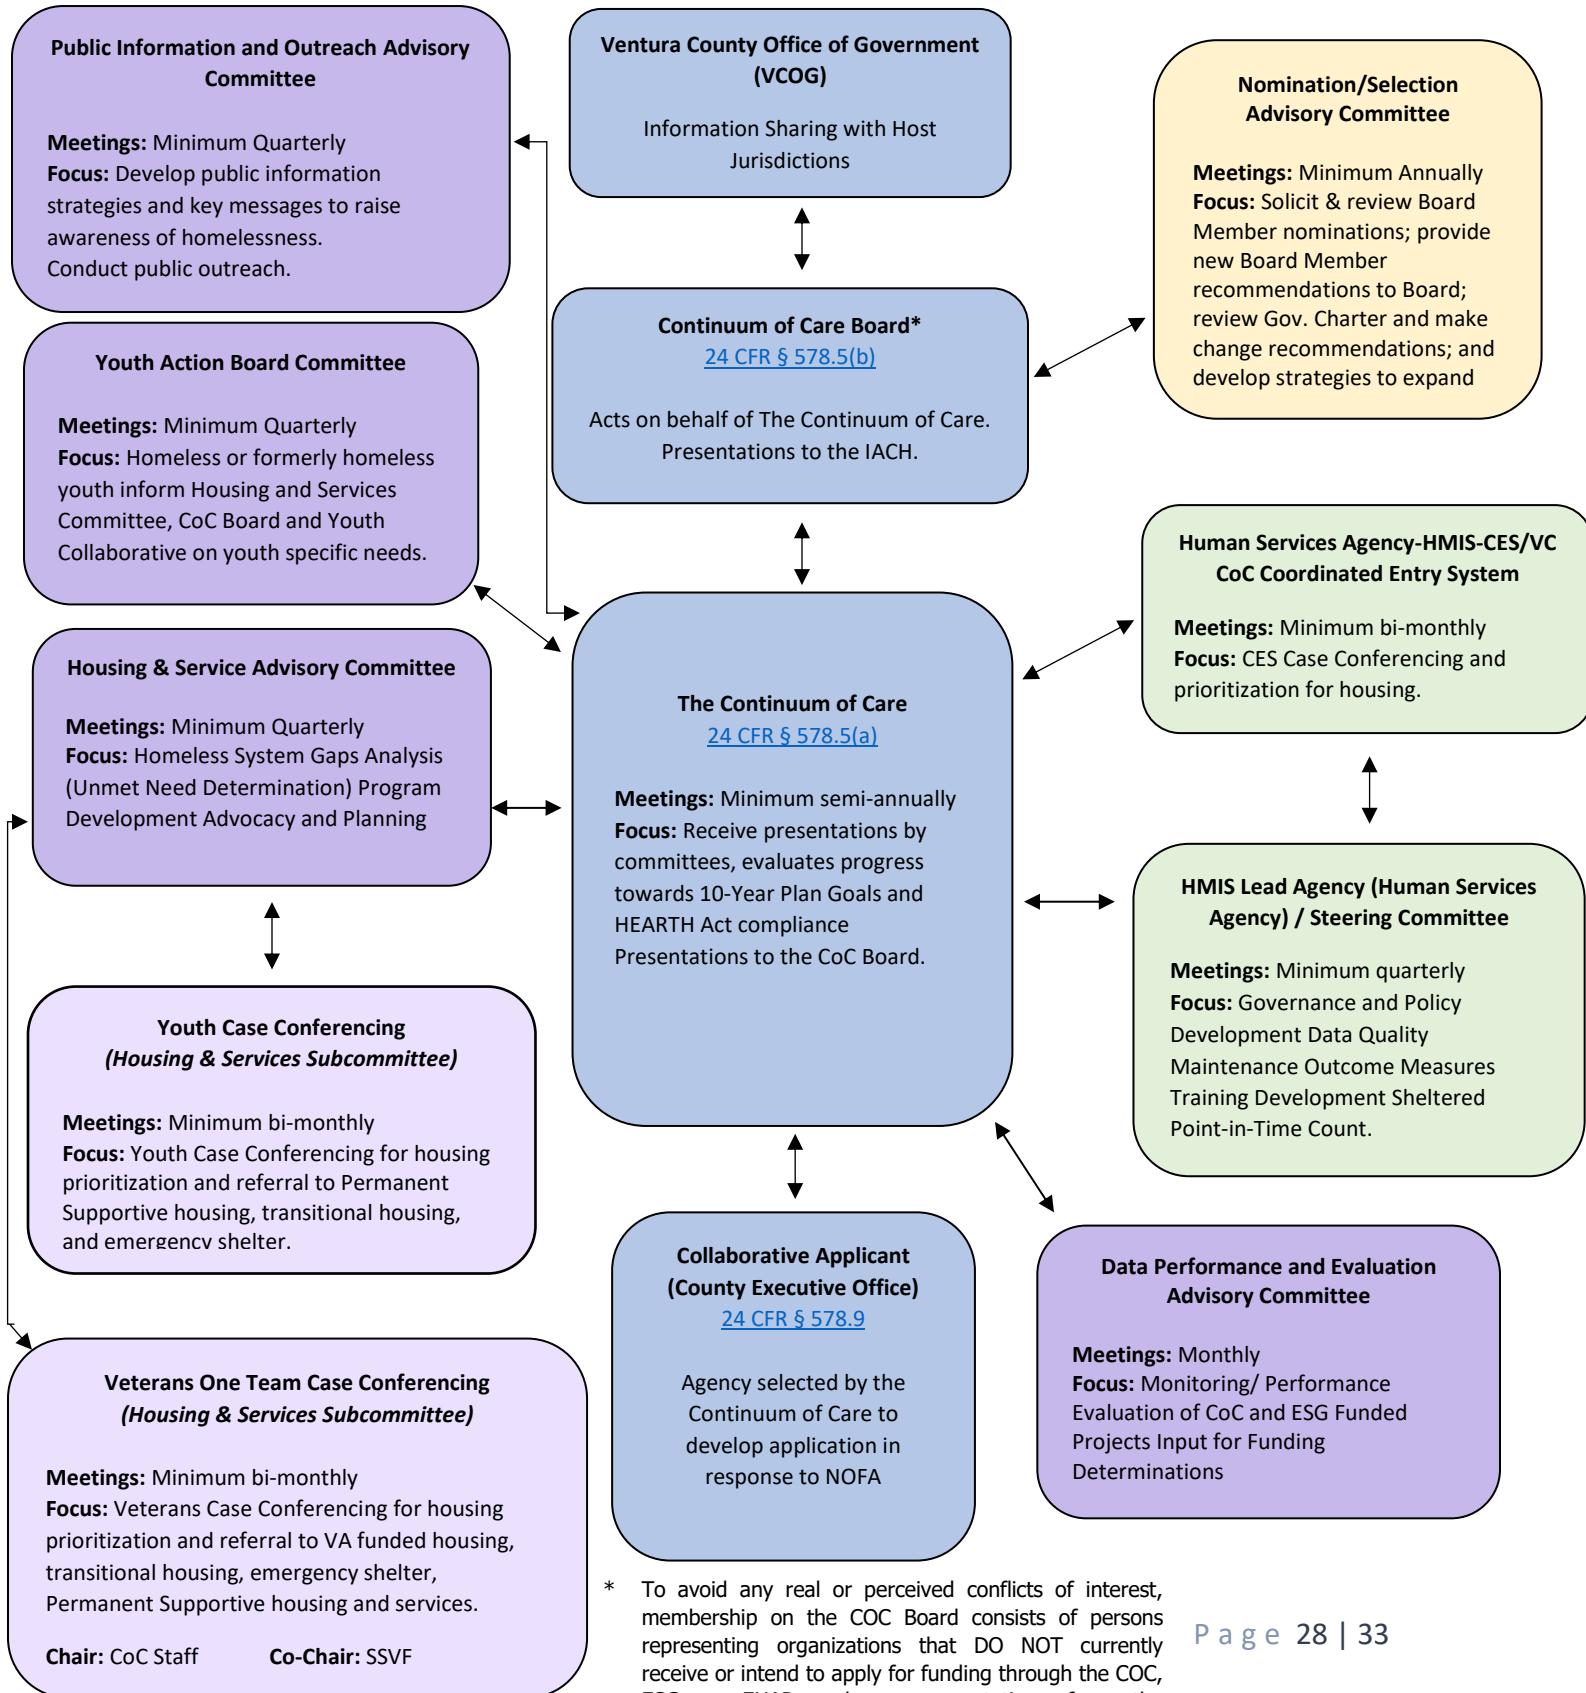 Public Information and Outreach Advisory
Committee
Meetings: Minimum Quarterly
Focus: Develop public information
strategies and key messages to raise
awareness of homelessness.
Conduct public outreach.
Ventura County Office of Government
(VCOG)
Information Sharing with Host
Jurisdictions
Nomination/Selection
Advisory Committee
Meetings: Minimum Annually
Focus: Solicit & review Board
Member nominations; provide
new Board Member
recommendations to Board;
review Gov. Charter and make
change recommendations; and
develop strategies to expand
Continuum of Care Board*
24 CFR § 578.5(b)
Acts on behalf of The Continuum of Care.
Presentations to the IACH.
Youth Action Board Committee
Meetings: Minimum Quarterly
Focus: Homeless or formerly homeless
youth inform Housing and Services
Committee, CoC Board and Youth
Collaborative on youth specific needs.
Human Services Agency-HMIS-CES/VC
CoC Coordinated Entry System
Meetings: Minimum bi-monthly
Focus: CES Case Conferencing and
prioritization for housing.
Housing & Service Advisory Committee
Meetings: Minimum Quarterly
Focus: Homeless System Gaps Analysis
(Unmet Need Determination) Program
Development Advocacy and Planning
The Continuum of Care
24 CFR § 578.5(a)
Meetings: Minimum semi-annually
Focus: Receive presentations by
committees, evaluates progress
towards 10-Year Plan Goals and
HEARTH Act compliance
Presentations to the CoC Board.
HMIS Lead Agency (Human Services
Agency) / Steering Committee
Meetings: Minimum quarterly
Focus: Governance and Policy
Development Data Quality
Maintenance Outcome Measures
Training Development Sheltered
Point-in-Time Count.
Youth Case Conferencing
(Housing & Services Subcommittee)
Meetings: Minimum bi-monthly
Focus: Youth Case Conferencing for housing
prioritization and referral to Permanent
Supportive housing, transitional housing,
and emergency shelter.
Collaborative Applicant
(County Executive Office)
24 CFR § 578.9
Agency selected by the
Continuum of Care to
develop application in
response to NOFA
Data Performance and Evaluation
Advisory Committee
Meetings: Monthly
Focus: Monitoring/ Performance
Evaluation of CoC and ESG Funded
Projects Input for Funding
Determinations
Veterans One Team Case Conferencing
(Housing & Services Subcommittee)
Meetings: Minimum bi-monthly
Focus: Veterans Case Conferencing for housing
prioritization and referral to VA funded housing,
transitional housing, emergency shelter,
Permanent Supportive housing and services.
Chair: CoC Staff Co-Chair: SSVF
* To avoid any real or perceived conflicts of interest,
membership on the COC Board consists of persons
representing organizations that DO NOT currently
receive or intend to apply for funding through the COC,
Page 28 | 33